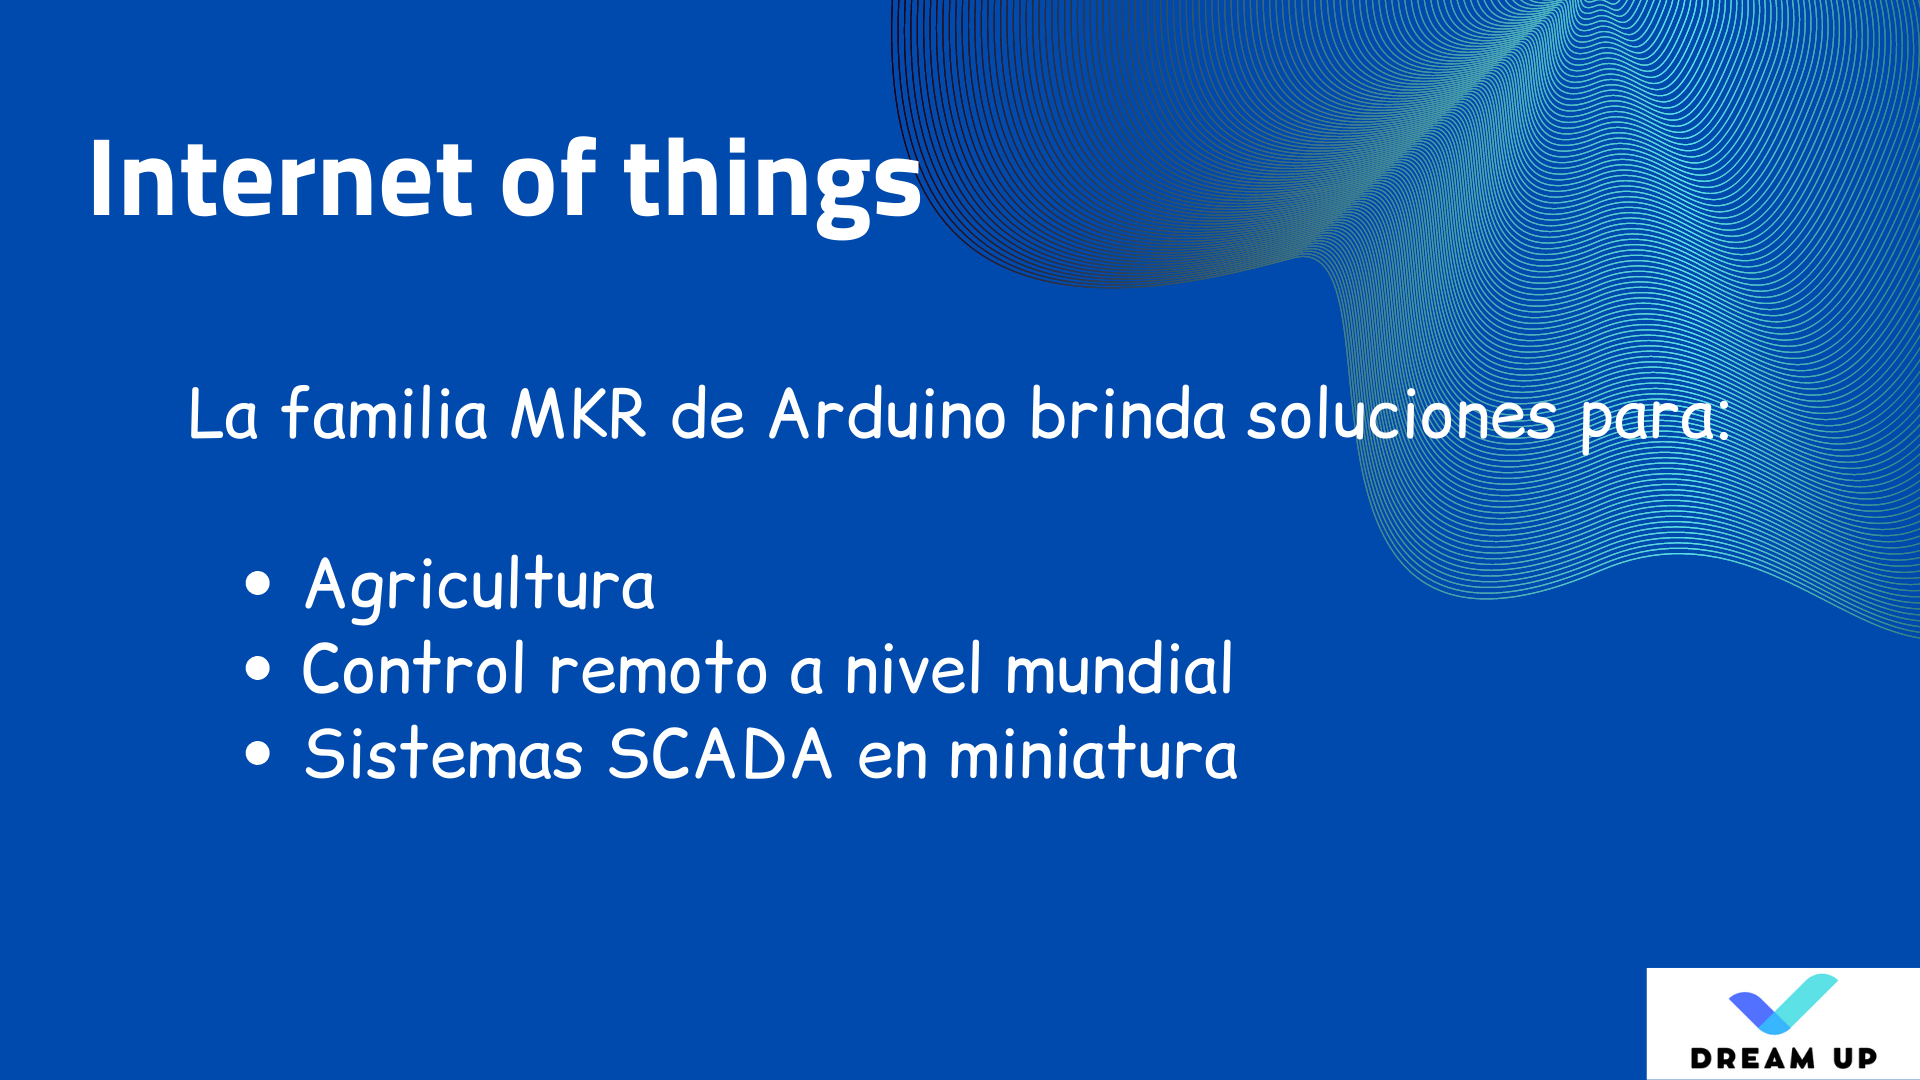 Internet of things
La familia MKR de Arduino brinda soluciones para:
• Agricultura
• Control remoto a nivel mundial
• Sistemas SCADA en miniatura
DREAM UP